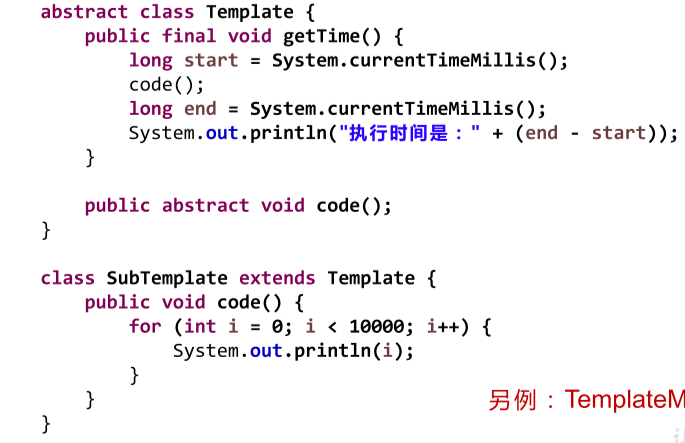 abstract class Template {
public final void getTime() {
long start = System.currentTimeMillis();
code();
long end = System.currentTimeMillis();
System.out.println("执行时间是：" + (end - start));
}
public abstract void code();
}
class SubTemplate extends Template {
public void code() {
for (int i = 0; i < 10000; i++) {
System.out.println(i);
}
}
另例：TemplateM
}